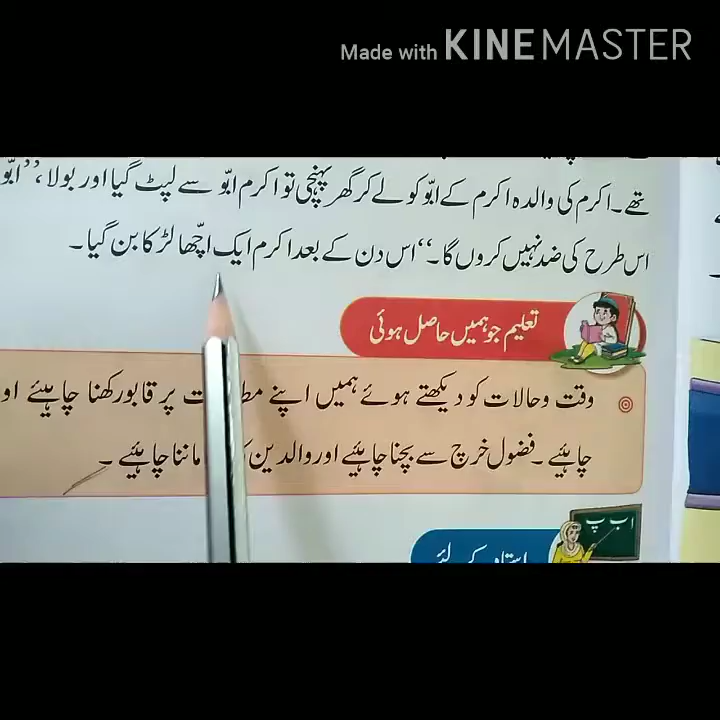 Made with KINEMASTER
تھے۔ اکرم کی والدہ اکرم کے ابّو کو لے کر گھر پہنچی تو اکرم ابّو سے لپٹ گیا اور بولا، ’’ابّو
اس طرح کی ضد نہیں کروں گا۔‘‘ اس دن کے بعد اکرم ایک اچّھا لڑکا بن گیا۔
تعلیم جو ہمیں حاصل ہوئی
وقت و حالات کو دیکھتے ہوئے ہمیں اپنے پر قابو رکھنا چاہیئے
چاہیئے۔ فضول خرچ سے بچنا چاہیئے اور والدین ماننا چاہیئے۔
ا ب پ